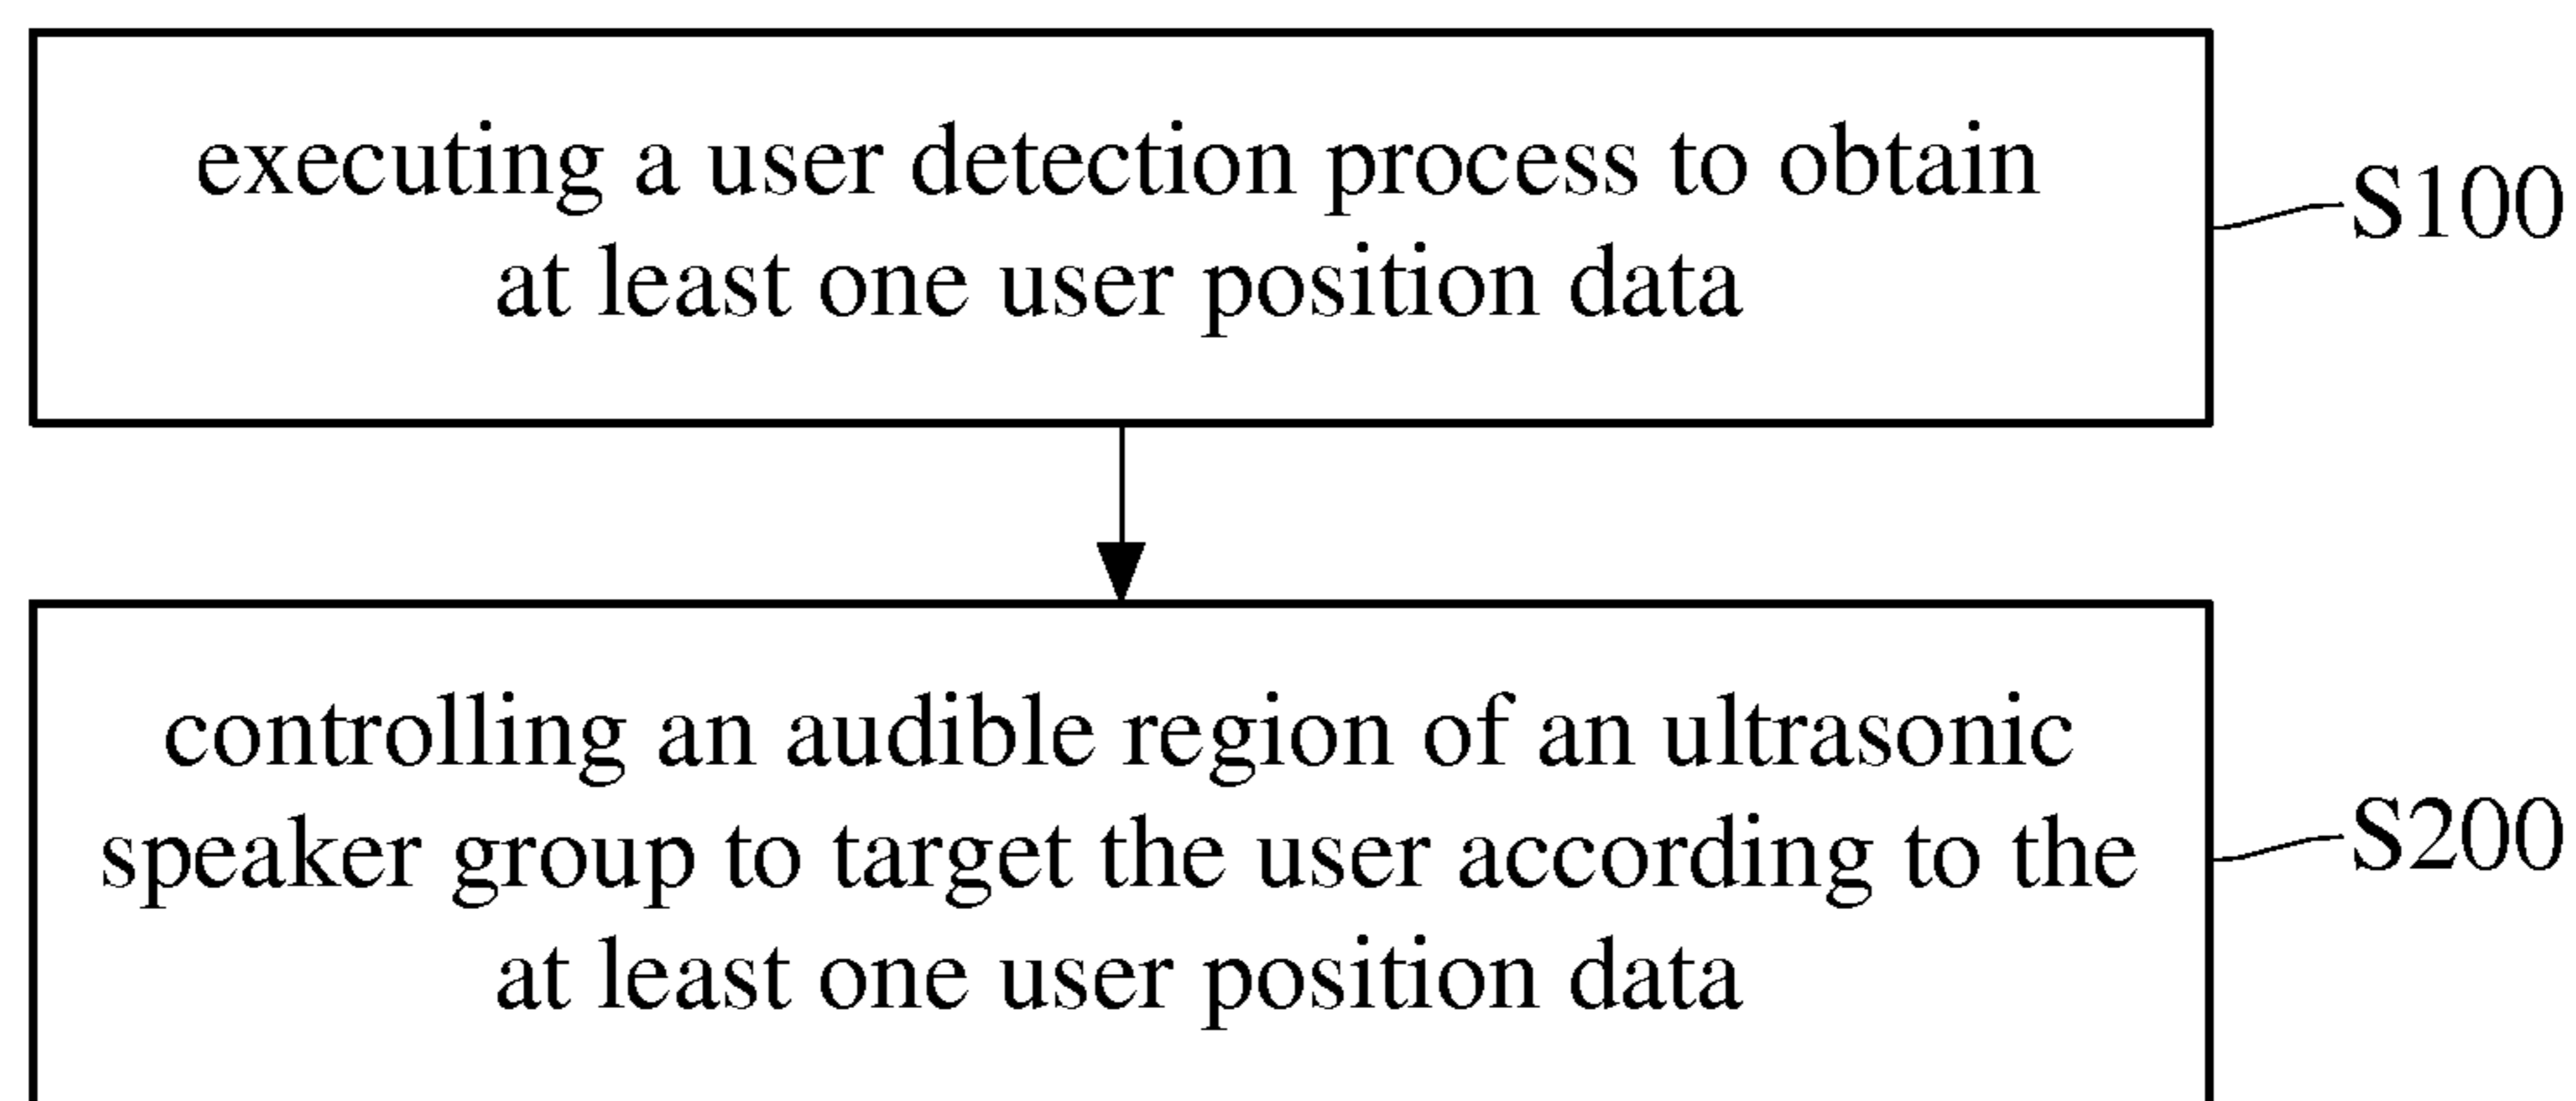 executing a user detection process to obtain
at least one user position data
S100
controlling an audible region of an ultrasonic
speaker group to target the user according to the
at least one user position data
S200